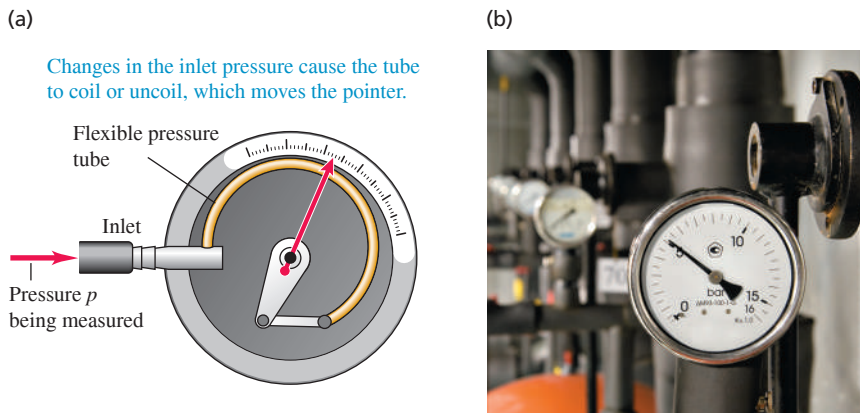 (a)
Changes in the inlet pressure cause the tube
to coil or uncoil, which moves the pointer.
Flexible pressure
tube
Inlet
Pressure p
being measured
(b)
5
10
bar
0
15
16
70